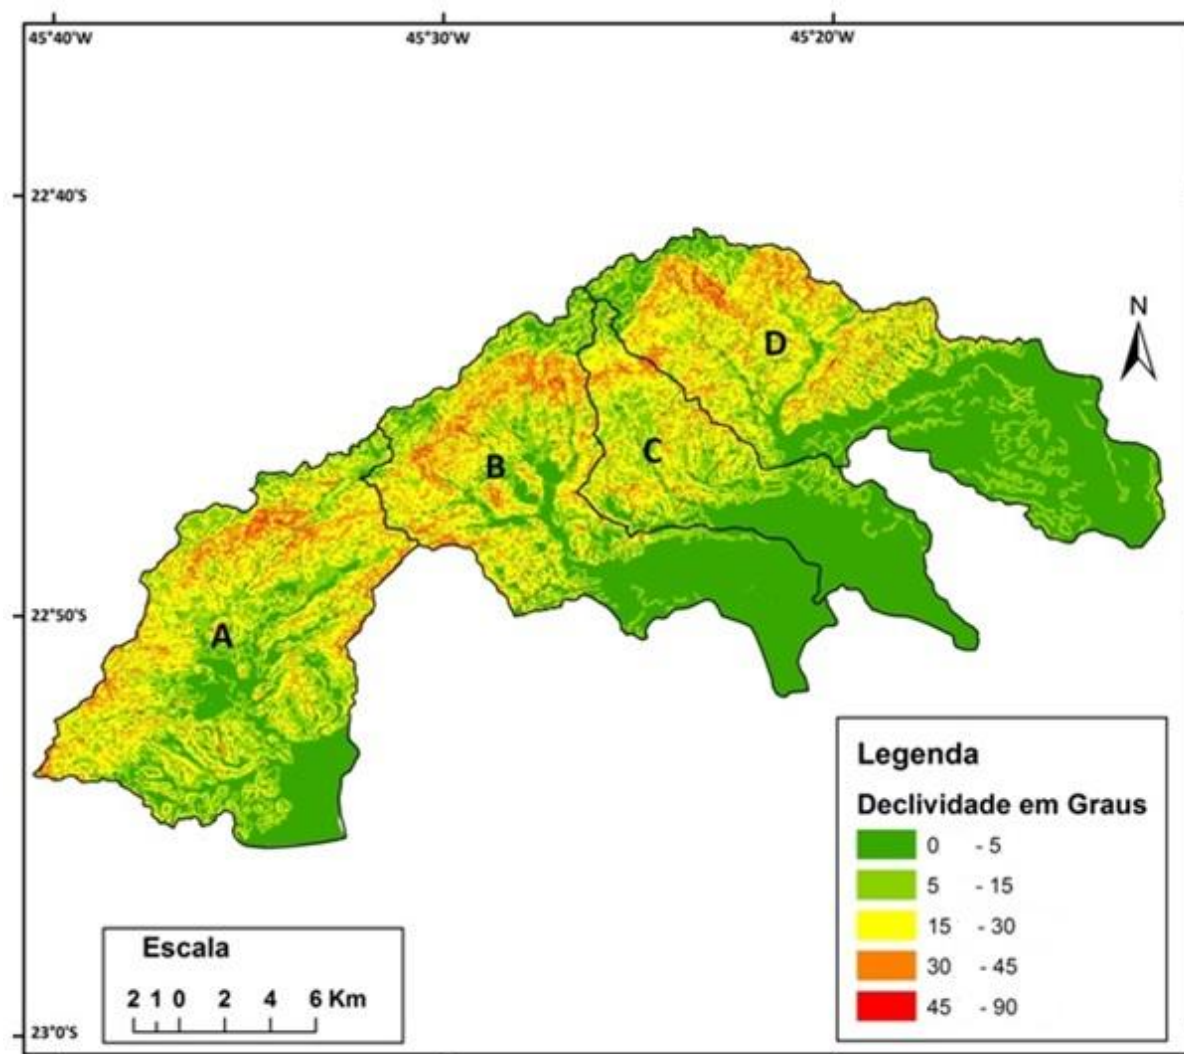 45°40'W 45°30'W 45°20'W
22°40'S
N
D
C
B
22°50'S
A
Legenda
Declividade em Graus
0 - 5
5 - 15
15 - 30
30 - 45
45 - 90
Escala
2 1 0 2 4 6 Km
23°0'S